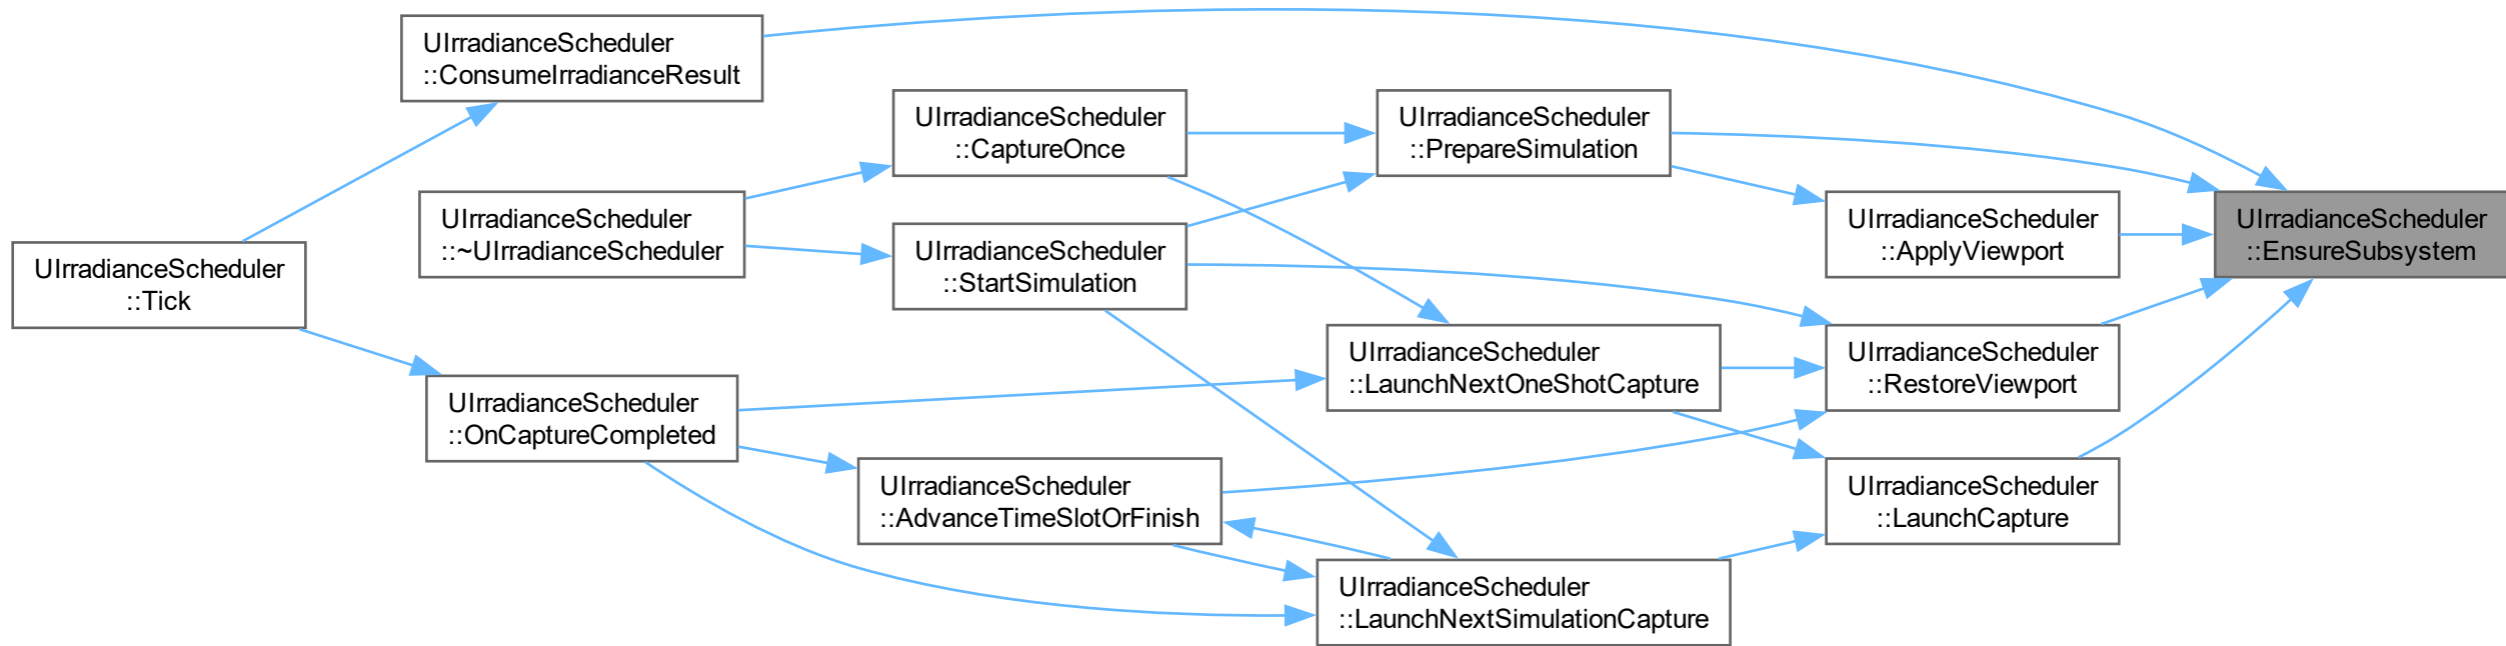 UIrradianceScheduler
::ConsumeIrradianceResult
UIrradianceScheduler
::CaptureOnce
UIrradianceScheduler
::PrepareSimulation
UIrradianceScheduler
::~UIrradianceScheduler
UIrradianceScheduler
::ApplyViewport
UIrradianceScheduler
::EnsureSubsystem
UIrradianceScheduler
::Tick
UIrradianceScheduler
::StartSimulation
UIrradianceScheduler
::LaunchNextOneShotCapture
UIrradianceScheduler
::RestoreViewport
UIrradianceScheduler
::OnCaptureCompleted
UIrradianceScheduler
::AdvanceTimeSlotOrFinish
UIrradianceScheduler
::LaunchCapture
UIrradianceScheduler
::LaunchNextSimulationCapture